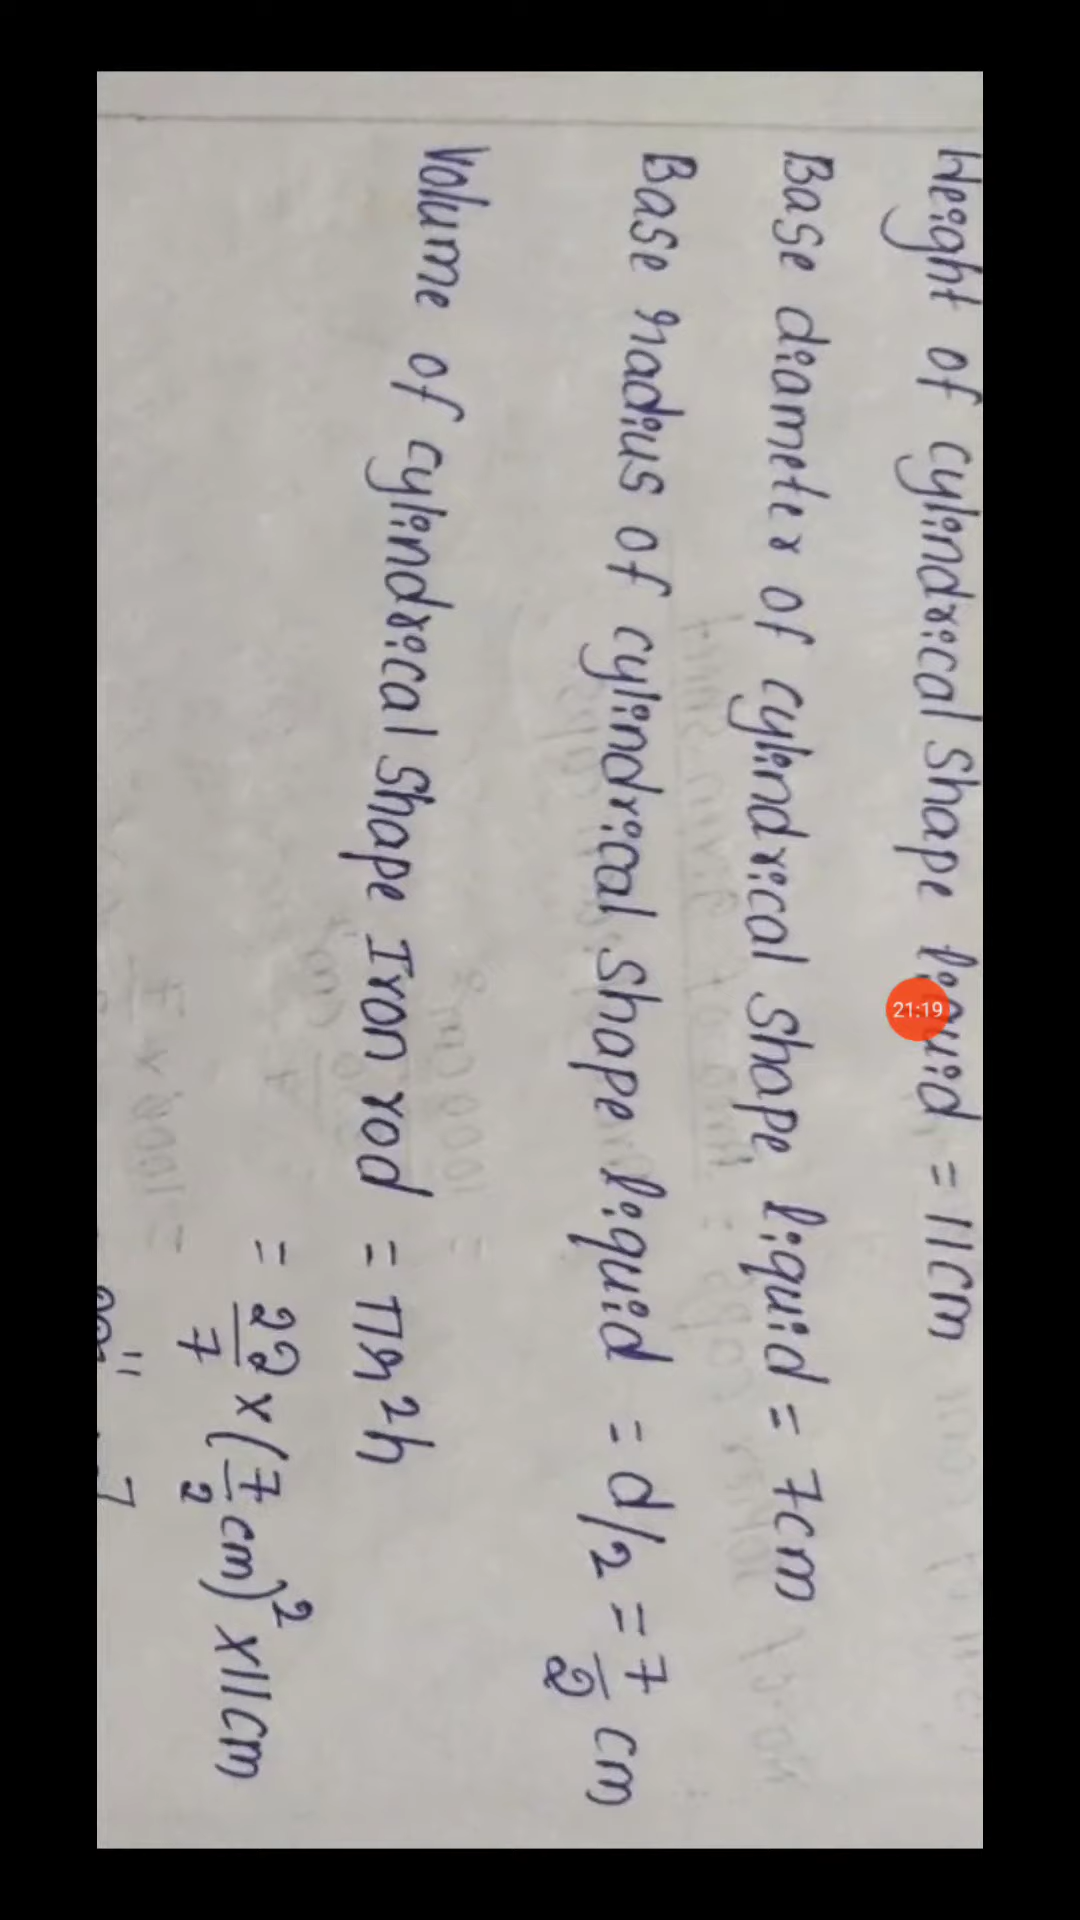 Height of cylindrical shape liquid = 11cm
Base diameter of cylindrical shape liquid = 7cm
Base radius of cylindrical shape liquid = d/2 = 7/2 cm
Volume of cylindrical shape Iron rod = πr²h
= 22/7 x (7/2 cm)² x 11cm
21:19